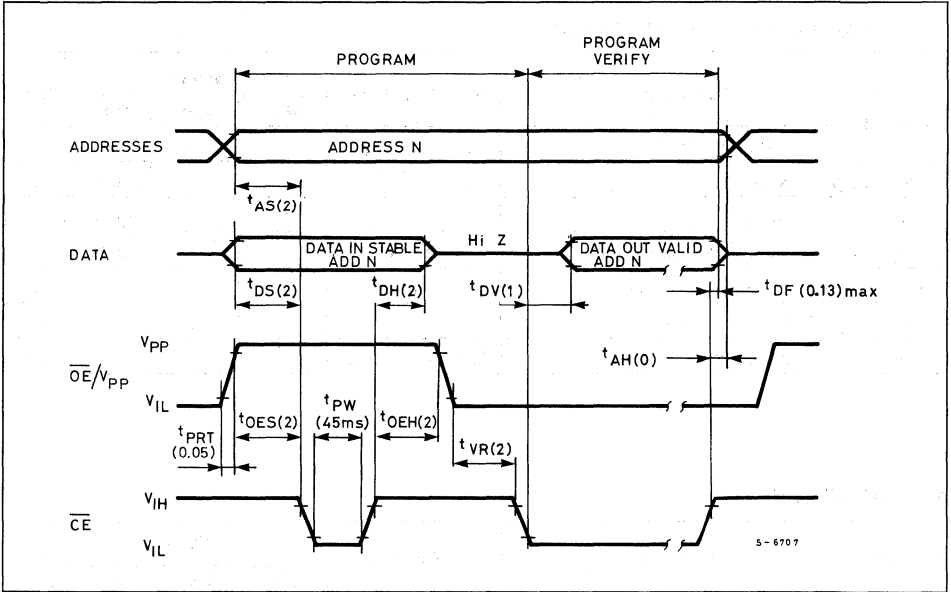 PROGRAM
PROGRAM
VERIFY
ADDRESSES
ADDRESS N
tAS(2)
DATA
DATA IN STABLE
ADD N
Hi Z
DATA OUT VALID
ADD N
tDS(2)
tDH(2)
tDV(1)
tDF (0.13) max
VPP
OE/VPP
VIL
tAH(0)
tPRT
(0.05)
tOES(2)
tPW
(45ms)
tOEH(2)
tVR(2)
VIH
CE
VIL
S-6707